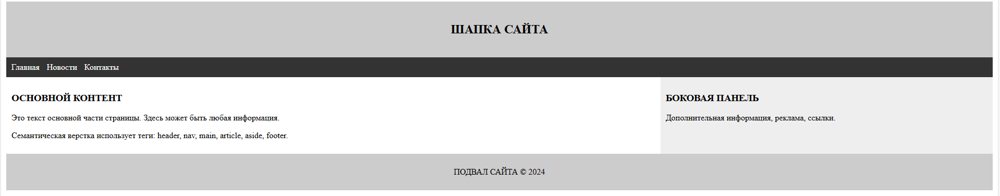 ШАПКА САЙТА
Главная Новости Контакты
ОСНОВНОЙ КОНТЕНТ
Это текст основной части страницы. Здесь может быть любая информация.
Семантическая верстка использует теги: header, nav, main, article, aside, footer.
БОКОВАЯ ПАНЕЛЬ
Дополнительная информация, реклама, ссылки.
ПОДВАЛ САЙТА © 2024